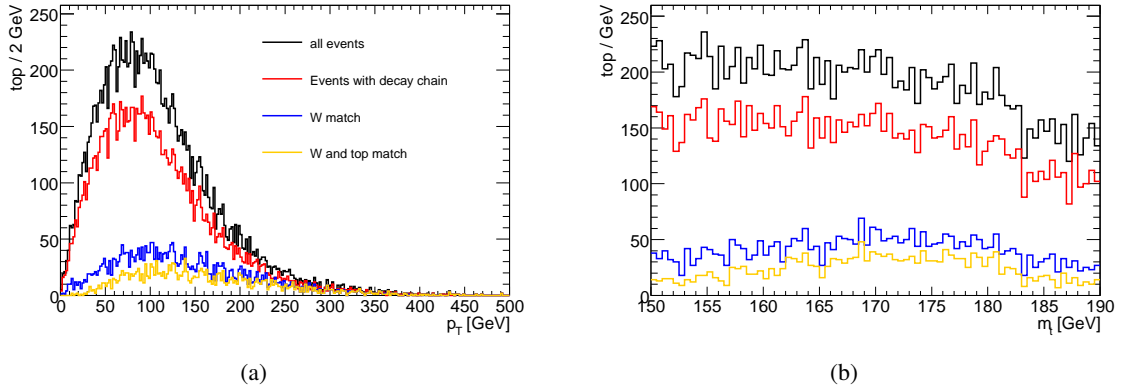 top / 2 GeV
250
200
150
100
50
0
all events
Events with decay chain
W match
W and top match
0 50 100 150 200 250 300 350 400 450 500
p_T [GeV]
(a)
top / GeV
250
200
150
100
50
0
150 155 160 165 170 175 180 185 190
m_t [GeV]
(b)